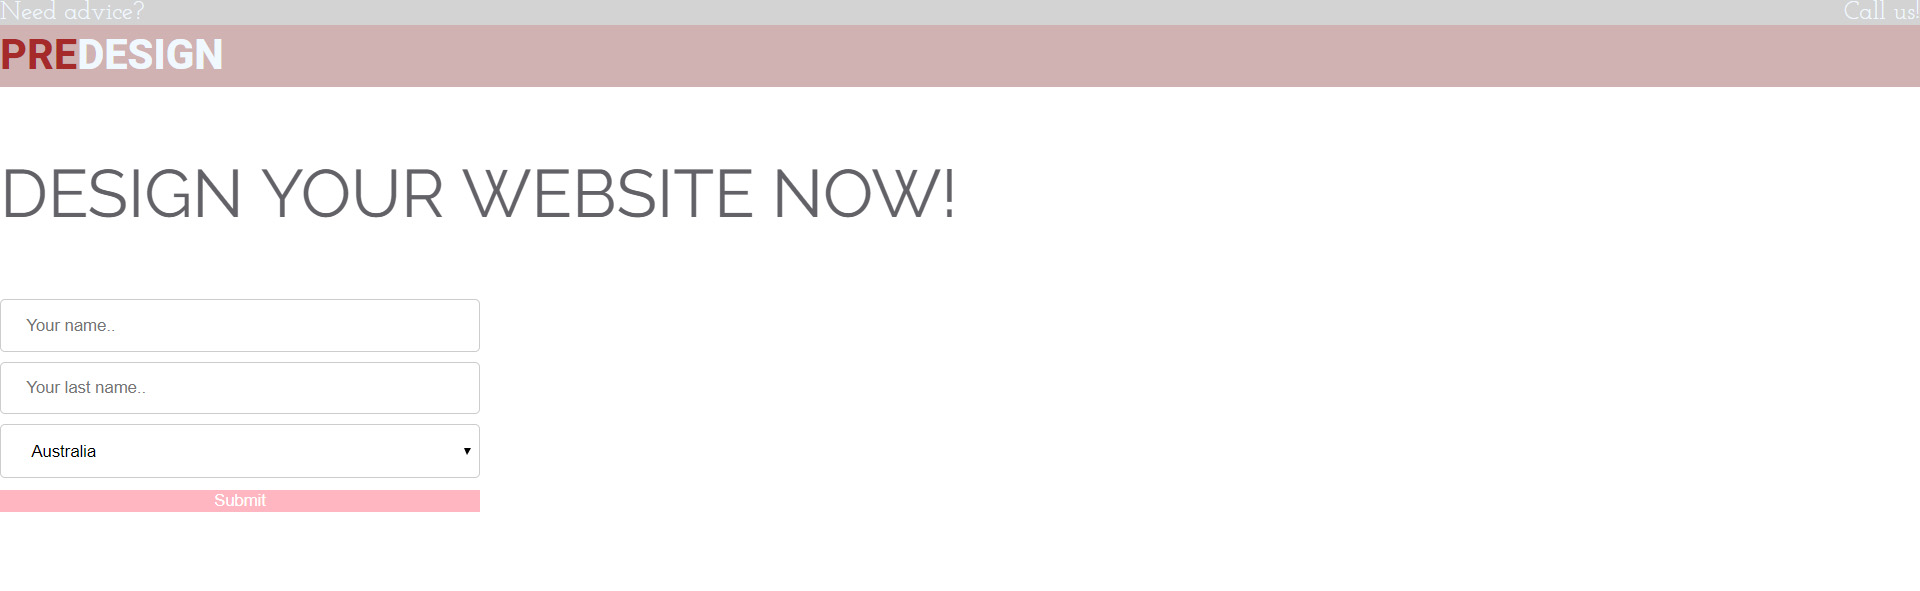 Need advice? Call us!
PREDESIGN
DESIGN YOUR WEBSITE NOW!
Your name..
Your last name..
Australia
Submit